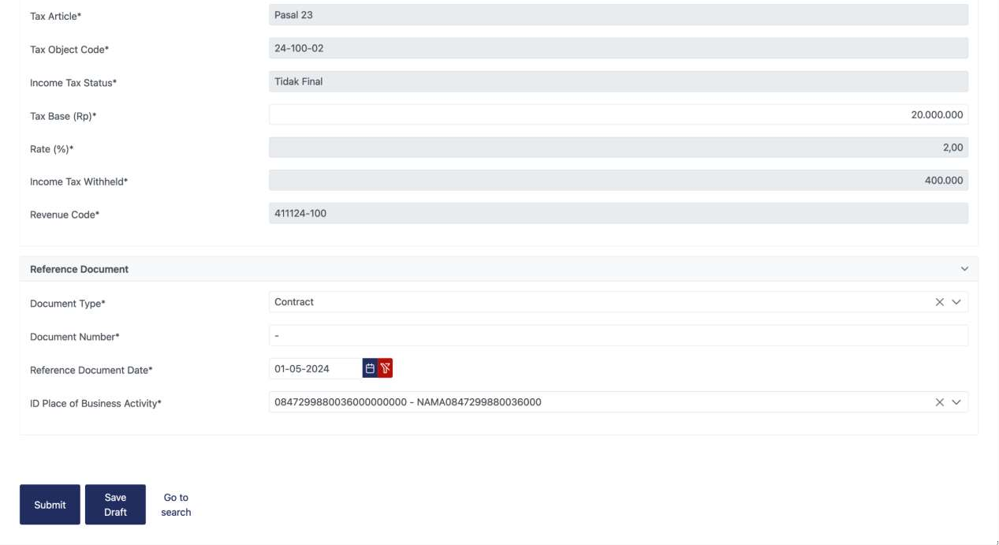 Tax Article*
Pasal 23
Tax Object Code*
24-100-02
Income Tax Status*
Tidak Final
Tax Base (Rp)*
20.000.000
Rate (%)*
2,00
Income Tax Withheld*
400.000
Revenue Code*
411124-100
Reference Document
Document Type*
Contract
Document Number*
-
Reference Document Date*
01-05-2024
ID Place of Business Activity*
0847299880036000000000 - NAMA0847299880036000
Submit
Save
Draft
Go to
search